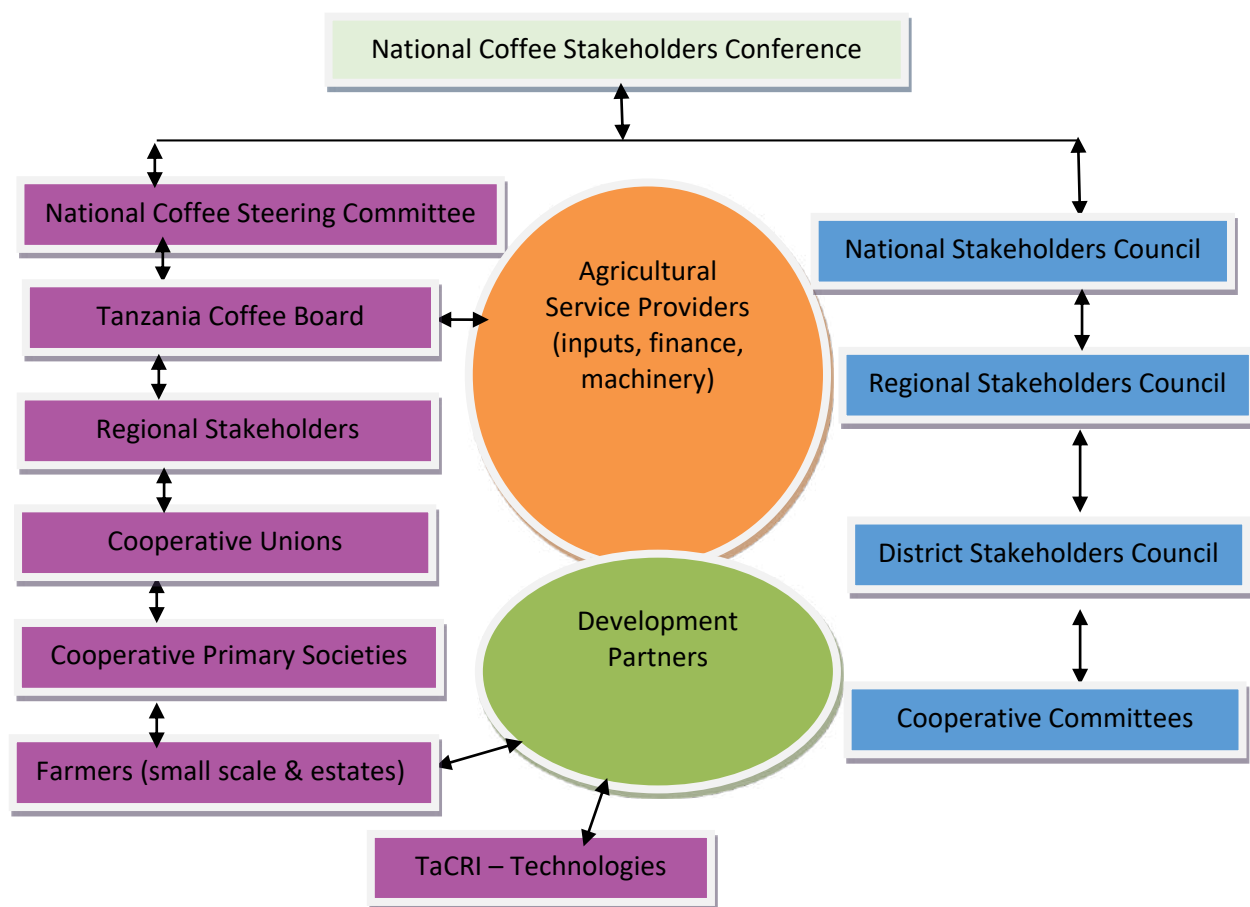 National Coffee Stakeholders Conference
National Coffee Steering Committee
Tanzania Coffee Board
Regional Stakeholders
Cooperative Unions
Cooperative Primary Societies
Farmers (small scale & estates)
Agricultural
Service Providers
(inputs, finance,
machinery)
Development
Partners
TaCRI – Technologies
National Stakeholders Council
Regional Stakeholders Council
District Stakeholders Council
Cooperative Committees